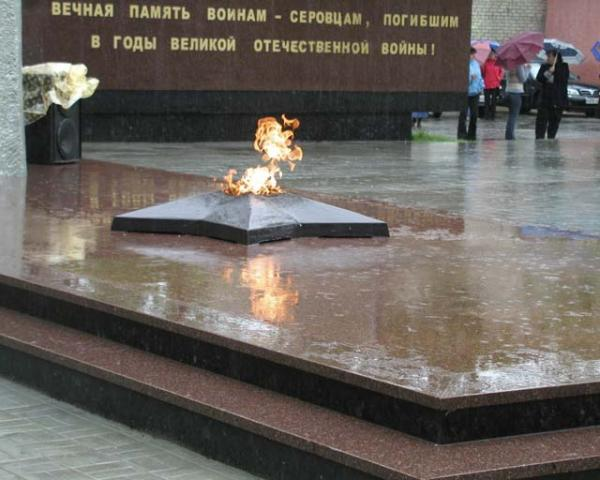 ВЕЧНАЯ ПАМЯТЬ ВОИНАМ – СЕРОВЦАМ, ПОГИБШИМ
В ГОДЫ ВЕЛИКОЙ ОТЕЧЕСТВЕННОЙ ВОЙНЫ!